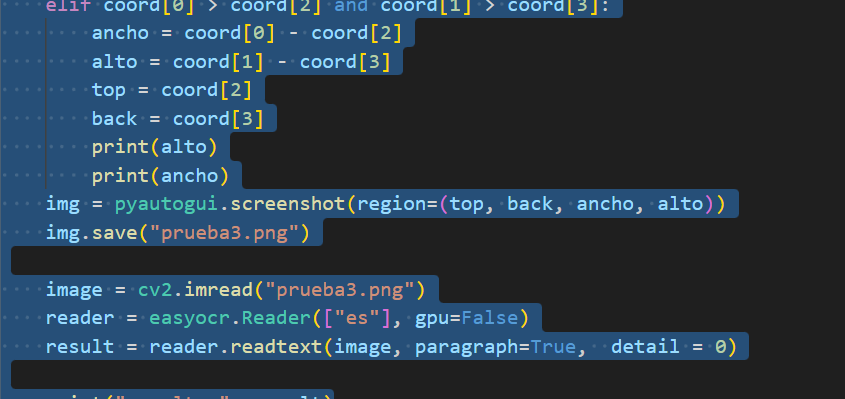 elif coord[0] > coord[2] and coord[1] > coord[3]:
ancho = coord[0] - coord[2]
alto = coord[1] - coord[3]
top = coord[2]
back = coord[3]
print(alto)
print(ancho)
img = pyautogui.screenshot(region=(top, back, ancho, alto))
img.save("prueba3.png")
image = cv2.imread("prueba3.png")
reader = easyocr.Reader(["es"], gpu=False)
result = reader.readtext(image, paragraph=True,  detail = 0)